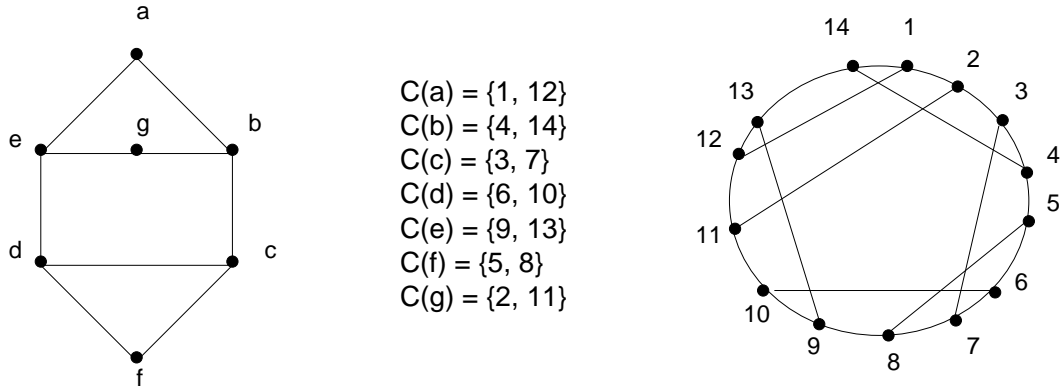 a
e
g
b
d
c
f
C(a) = {1, 12}
C(b) = {4, 14}
C(c) = {3, 7}
C(d) = {6, 10}
C(e) = {9, 13}
C(f) = {5, 8}
C(g) = {2, 11}
14
1
2
13
3
12
4
5
11
6
10
7
9
8